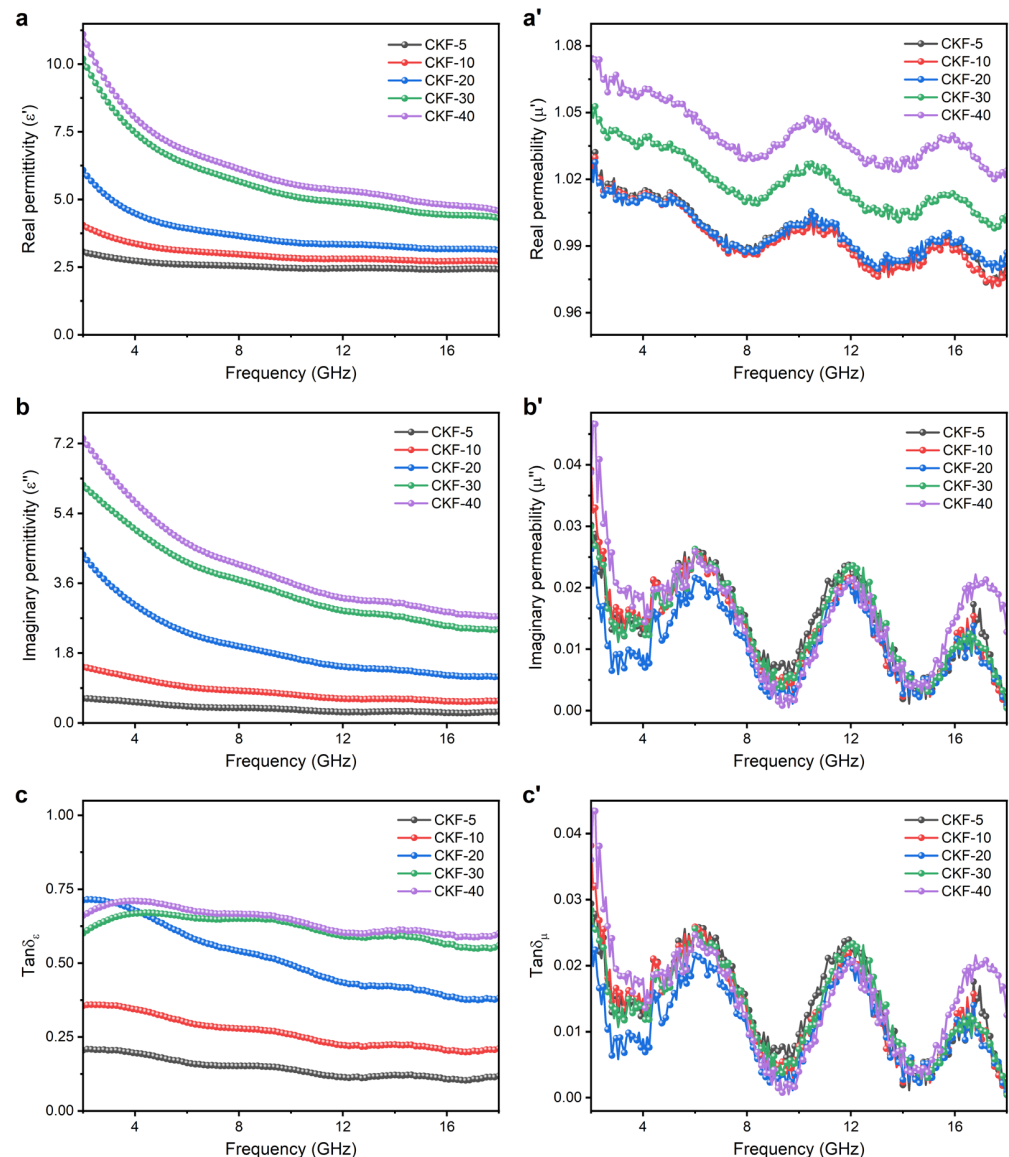 a
Real permittivity (ε')
10.0
7.5
5.0
2.5
0.0
4
8
12
16
Frequency (GHz)
CKF-5
CKF-10
CKF-20
CKF-30
CKF-40
a'
Real permeability (μ')
1.08
1.05
1.02
0.99
0.96
4
8
12
16
Frequency (GHz)
CKF-5
CKF-10
CKF-20
CKF-30
CKF-40
b
Imaginary permittivity (ε'')
7.2
5.4
3.6
1.8
0.0
4
8
12
16
Frequency (GHz)
CKF-5
CKF-10
CKF-20
CKF-30
CKF-40
b'
Imaginary permeability (μ'')
0.04
0.03
0.02
0.01
0.00
4
8
12
16
Frequency (GHz)
CKF-5
CKF-10
CKF-20
CKF-30
CKF-40
c
Tanδε
1.00
0.75
0.50
0.25
0.00
4
8
12
16
Frequency (GHz)
CKF-5
CKF-10
CKF-20
CKF-30
CKF-40
c'
Tanδμ
0.04
0.03
0.02
0.01
0.00
4
8
12
16
Frequency (GHz)
CKF-5
CKF-10
CKF-20
CKF-30
CKF-40